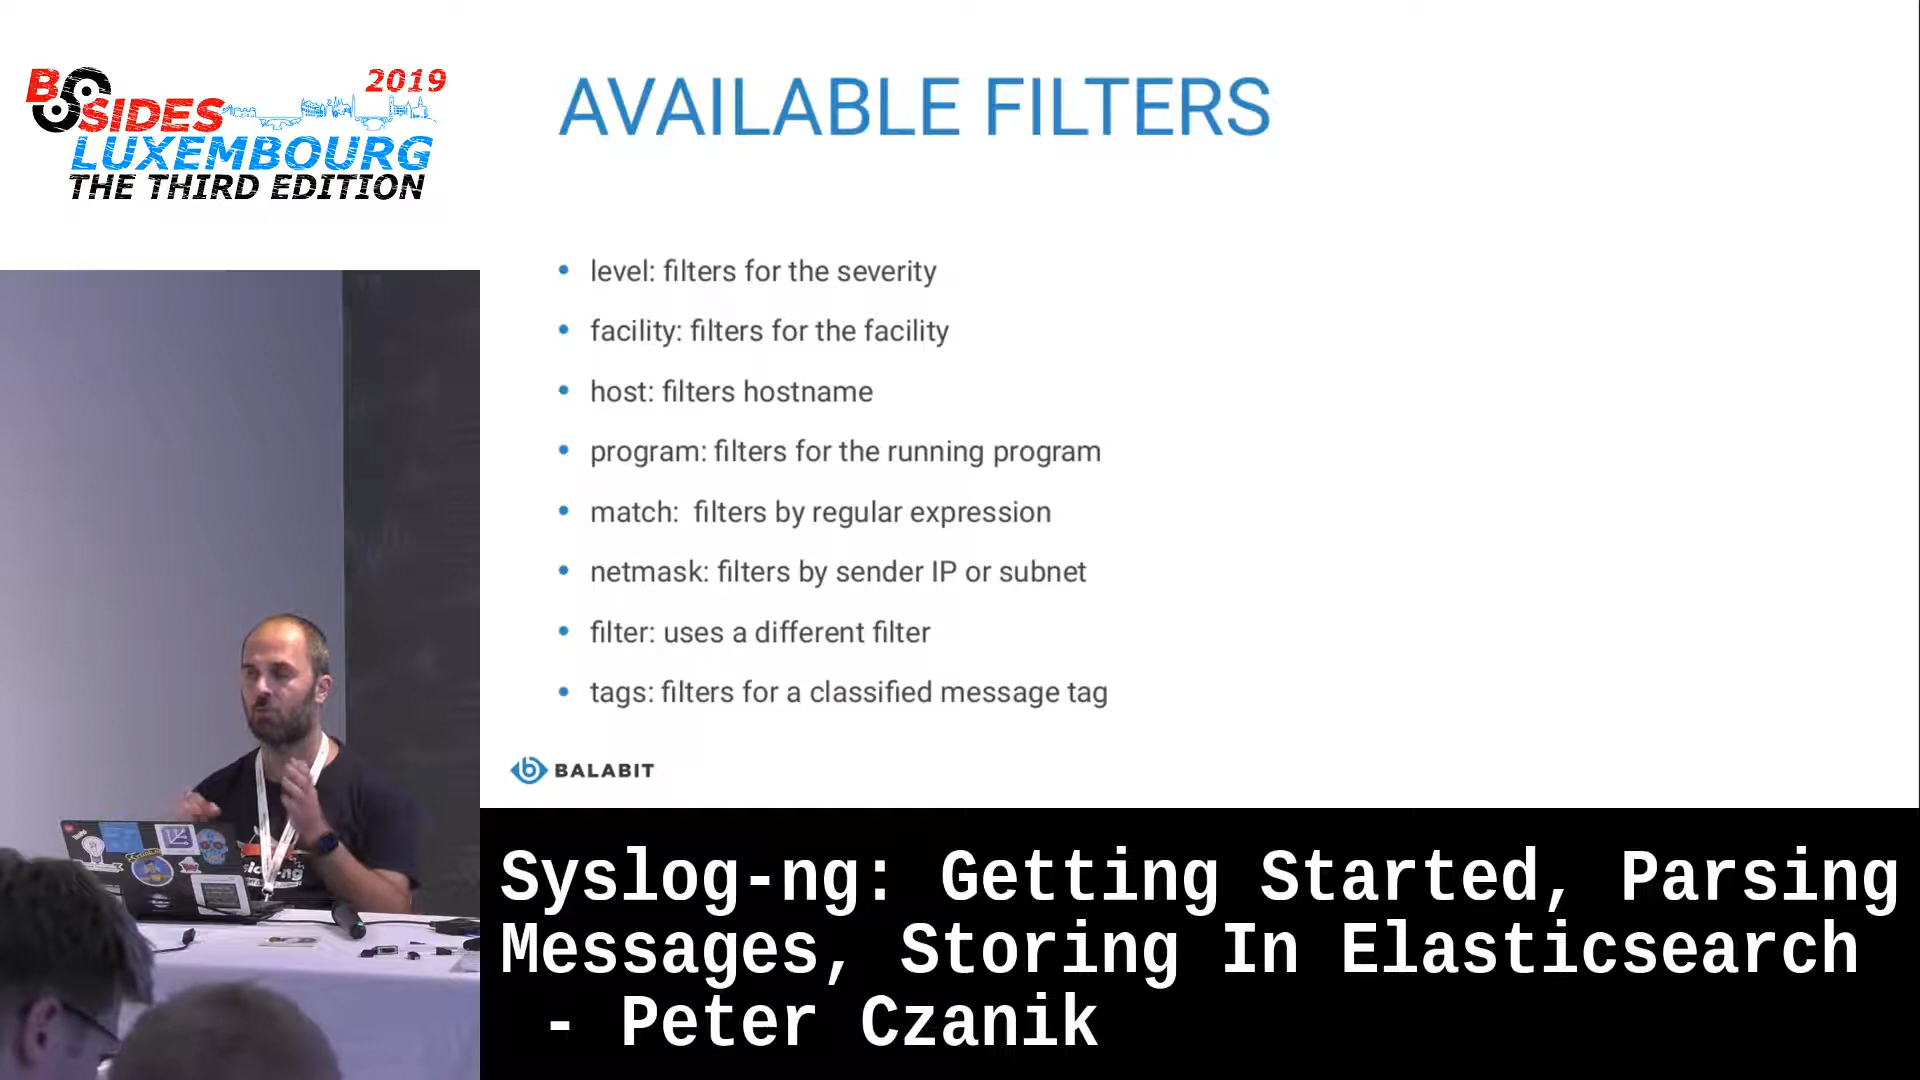 BSIDES 2019
LUXEMBOURG
THE THIRD EDITION
AVAILABLE FILTERS
• level: filters for the severity
• facility: filters for the facility
• host: filters hostname
• program: filters for the running program
• match:  filters by regular expression
• netmask: filters by sender IP or subnet
• filter: uses a different filter
• tags: filters for a classified message tag
BALABIT
Syslog-ng: Getting Started, Parsing
Messages, Storing In Elasticsearch
- Peter Czanik